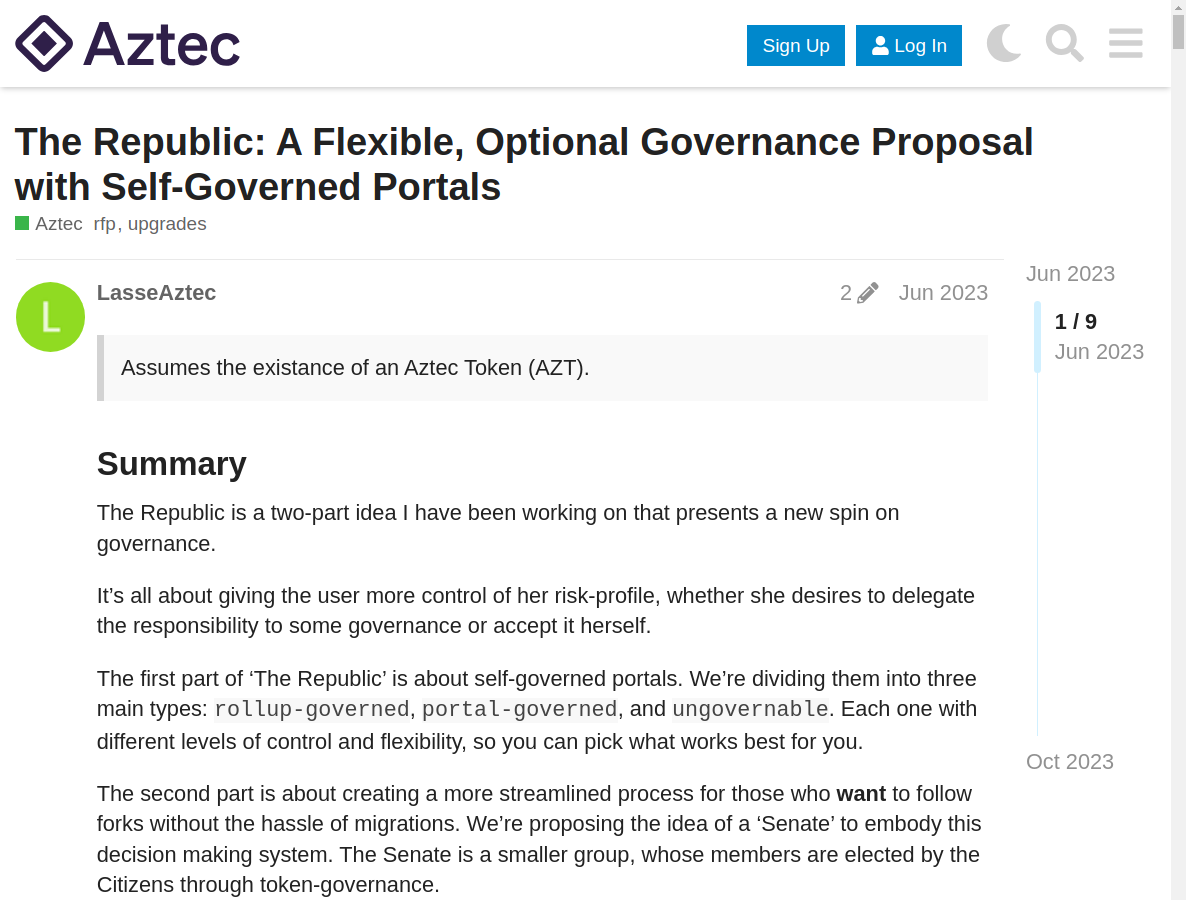 Aztec
Sign Up
Log In
The Republic: A Flexible, Optional Governance Proposal
with Self-Governed Portals
Aztec rfp, upgrades
L
LasseAztec
2
Jun 2023
Assumes the existance of an Aztec Token (AZT).
Summary
The Republic is a two-part idea I have been working on that presents a new spin on
governance.
It’s all about giving the user more control of her risk-profile, whether she desires to delegate
the responsibility to some governance or accept it herself.
The first part of ‘The Republic’ is about self-governed portals. We’re dividing them into three
main types: rollup-governed, portal-governed, and ungovernable. Each one with
different levels of control and flexibility, so you can pick what works best for you.
The second part is about creating a more streamlined process for those who want to follow
forks without the hassle of migrations. We’re proposing the idea of a ‘Senate’ to embody this
decision making system. The Senate is a smaller group, whose members are elected by the
Citizens through token-governance.
Jun 2023
1 / 9
Jun 2023
Oct 2023